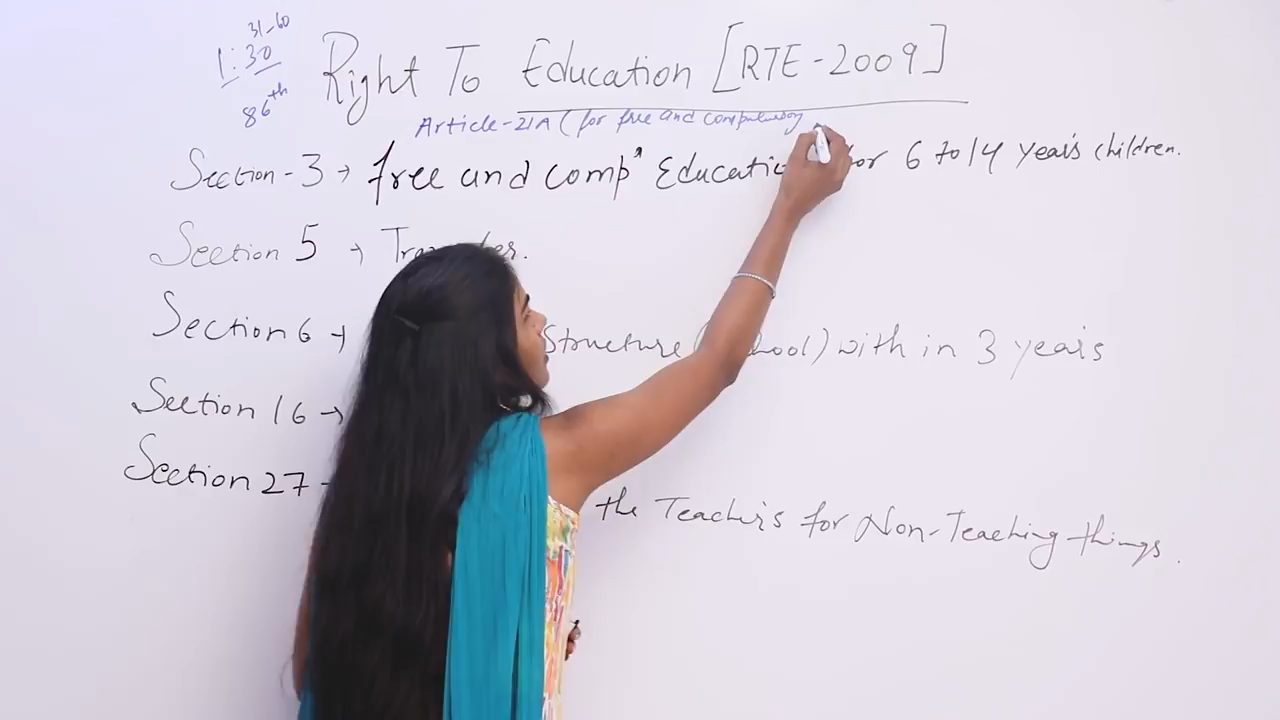 31-60
1:30
86th
Right To Education [RTE-2009]
Article-21A (for free and compulsory
Section-3 → free and comp" Education for 6 to 14 years children.
Section 5 →
Section 6 → Structure (School) with in 3 years
Section 16 →
Section 27 - the Teachers for Non-Teaching things.